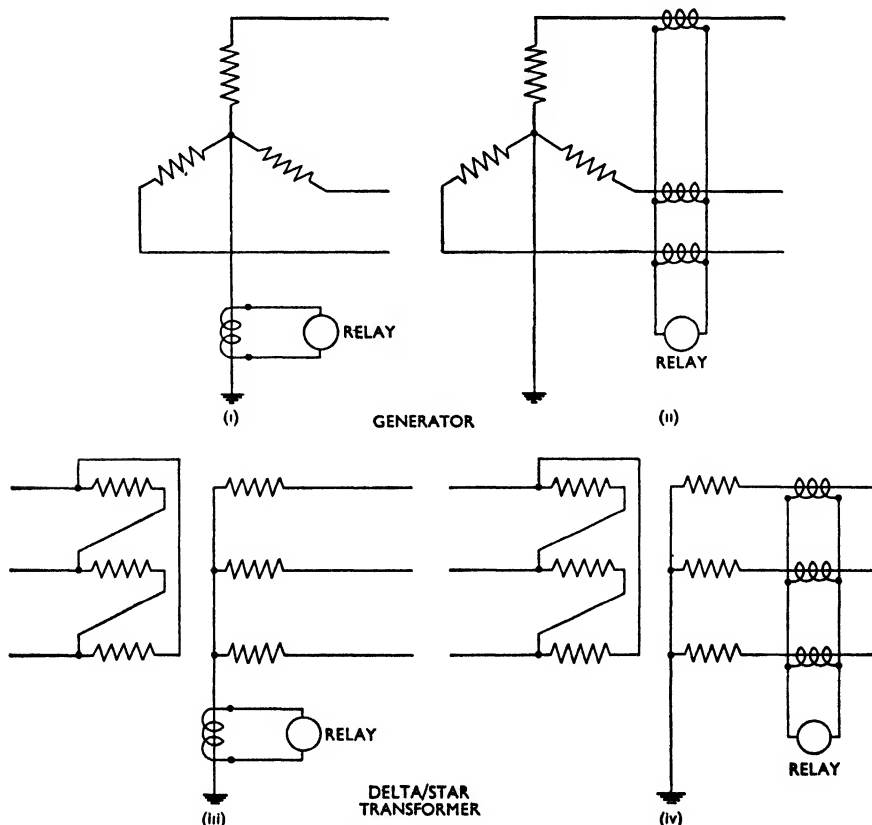 RELAY
RELAY
(i)
GENERATOR
(ii)
RELAY
RELAY
DELTA/STAR
TRANSFORMER
(iii)
(iv)